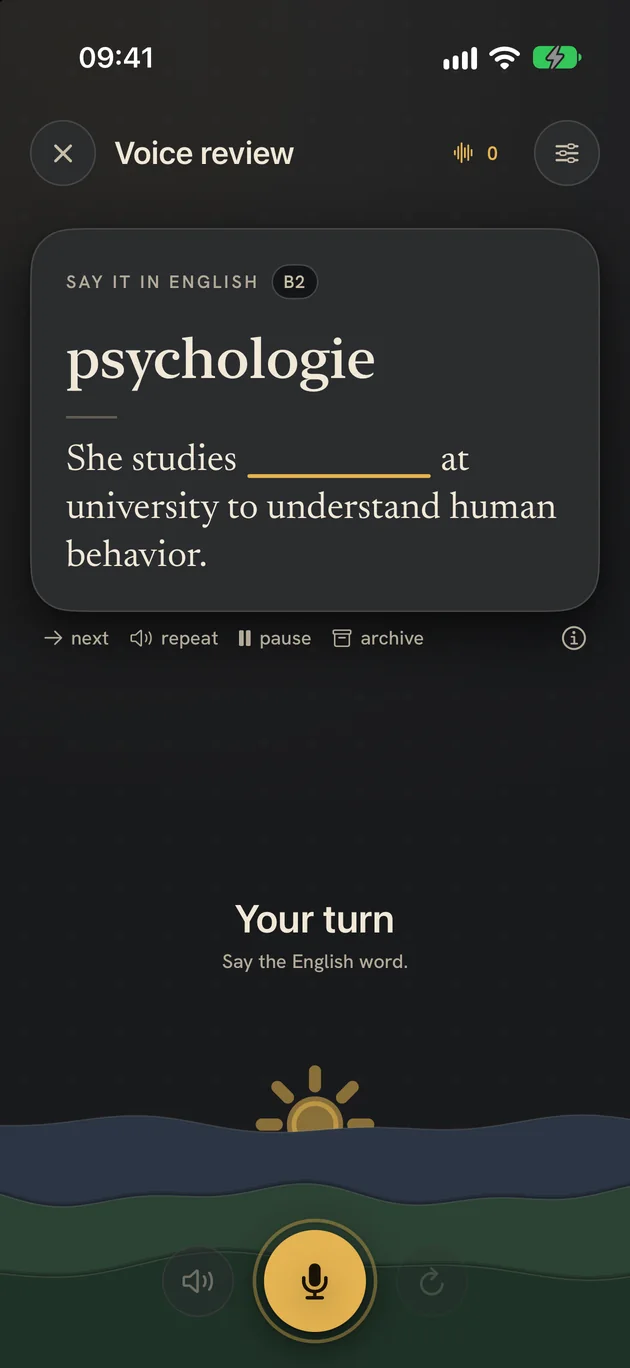 09:41
Voice review
0
SAY IT IN ENGLISH B2
psychologie
She studies __________ at
university to understand human
behavior.
next repeat pause archive
Your turn
Say the English word.